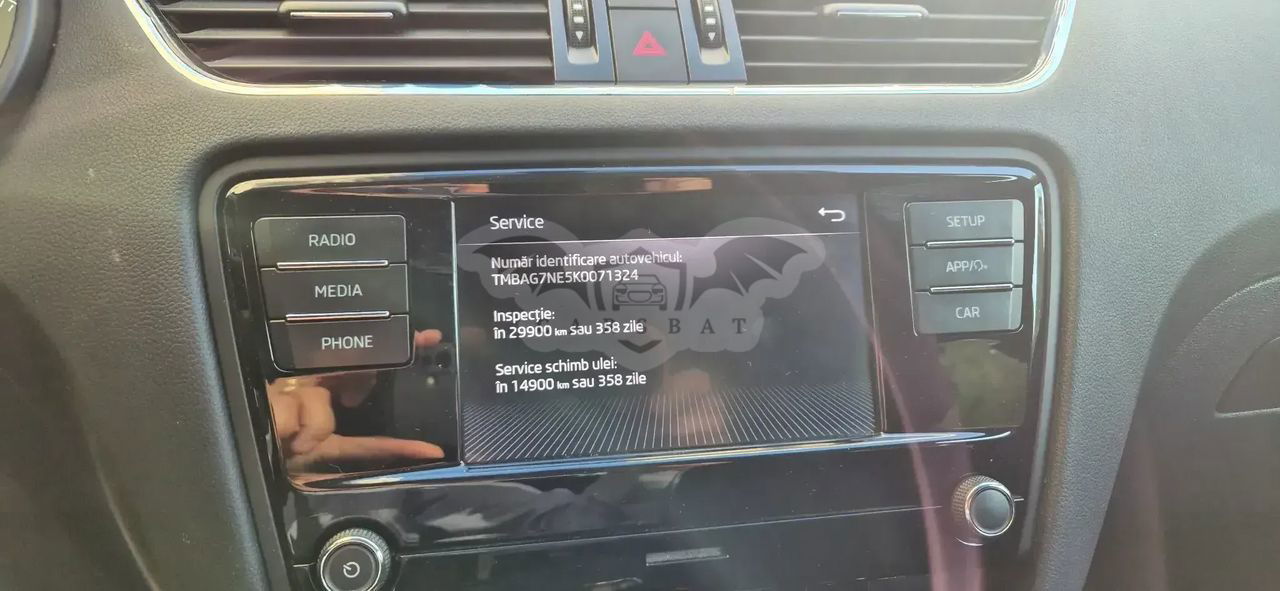 Service
RADIO
MEDIA
PHONE
Număr identificare autovehicul:
TMBAG7NE5K0071324
Inspecție:
în 29900 km sau 358 zile
Service schimb ulei:
în 14900 km sau 358 zile
SETUP
APP/
CAR